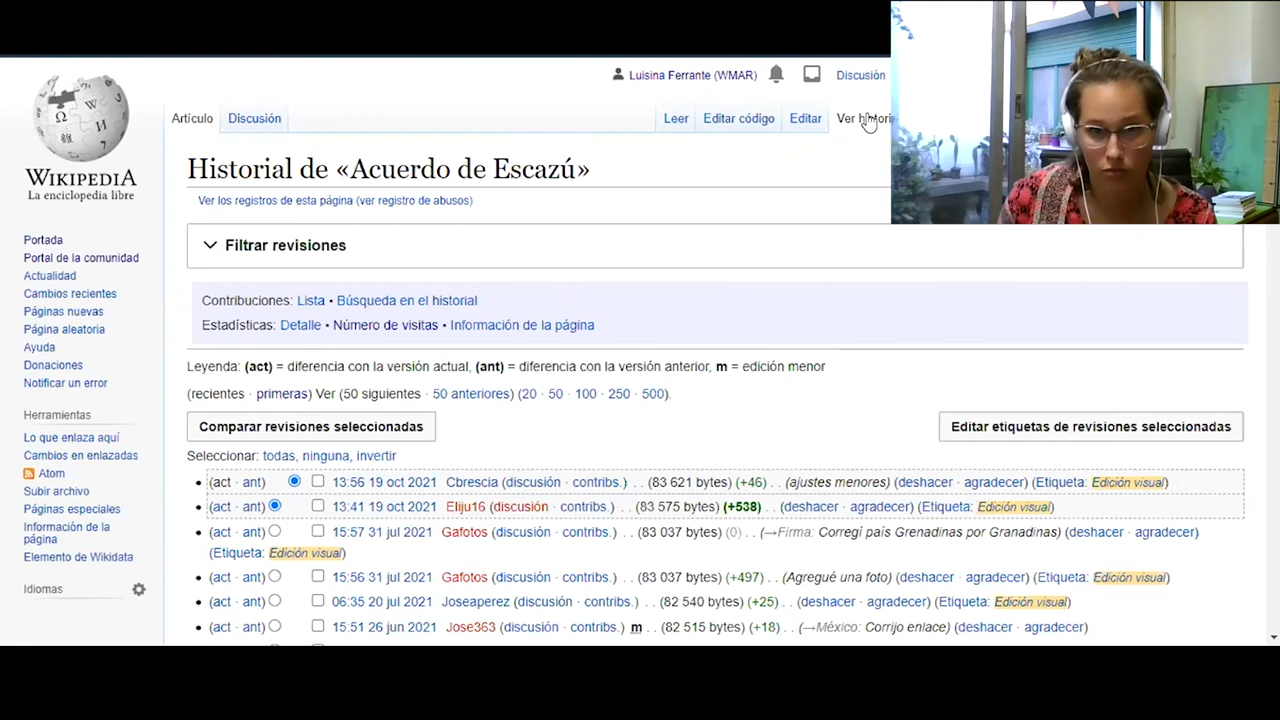 Luisina Ferrante (WMAR) Discusión
Artículo Discusión Leer Editar código Editar Ver histori
WIKIPEDIA
La enciclopedia libre
Historial de «Acuerdo de Escazú»
Ver los registros de esta página (ver registro de abusos)
Filtrar revisiones
Portada
Portal de la comunidad
Actualidad
Cambios recientes
Páginas nuevas
Página aleatoria
Ayuda
Donaciones
Notificar un error
Herramientas
Lo que enlaza aquí
Cambios en enlazadas
Atom
Subir archivo
Páginas especiales
Información de la
página
Elemento de Wikidata
Idiomas
Contribuciones: Lista • Búsqueda en el historial
Estadísticas: Detalle • Número de visitas • Información de la página
Leyenda: (act) = diferencia con la versión actual, (ant) = diferencia con la versión anterior, m = edición menor
(recientes · primeras) Ver (50 siguientes · 50 anteriores) (20 · 50 · 100 · 250 · 500).
Comparar revisiones seleccionadas Editar etiquetas de revisiones seleccionadas
Seleccionar: todas, ninguna, invertir
(act · ant) 13:56 19 oct 2021 Cbrescia (discusión · contribs.) . . (83 621 bytes) (+46) . . (ajustes menores) (deshacer · agradecer) (Etiqueta: Edición visual)
(act · ant) 13:41 19 oct 2021 Eliju16 (discusión · contribs.) . . (83 575 bytes) (+538) . . (deshacer · agradecer) (Etiqueta: Edición visual)
(act · ant) 15:57 31 jul 2021 Gafotos (discusión · contribs.) . . (83 037 bytes) (0) . . (→Firma: Corregí país Grenadinas por Granadinas) (deshacer · agradecer)
(Etiqueta: Edición visual)
(act · ant) 15:56 31 jul 2021 Gafotos (discusión · contribs.) . . (83 037 bytes) (+497) . . (Agregué una foto) (deshacer · agradecer) (Etiqueta: Edición visual)
(act · ant) 06:35 20 jul 2021 Joseaperez (discusión · contribs.) . . (82 540 bytes) (+25) . . (deshacer · agradecer) (Etiqueta: Edición visual)
(act · ant) 15:51 26 jun 2021 Jose363 (discusión · contribs.) m . . (82 515 bytes) (+18) . . (→México: Corrijo enlace) (deshacer · agradecer)